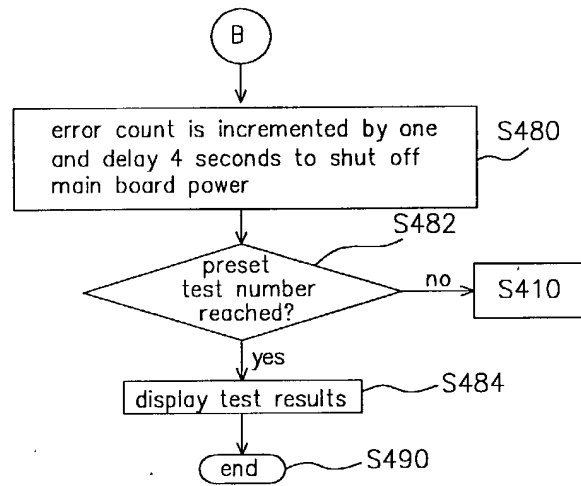 B
error count is incremented by one
and delay 4 seconds to shut off
main board power
S480
S482
preset
test number
reached?
no
S410
yes
display test results
S484
end
S490